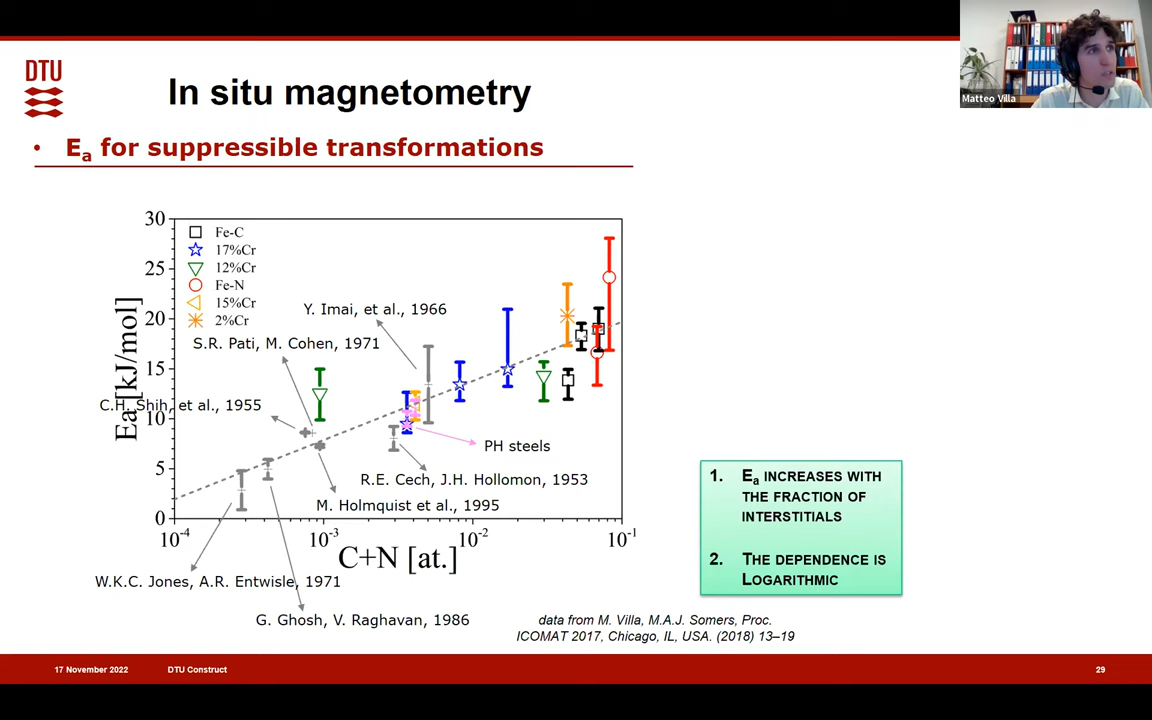 Matteo Villa
DTU
In situ magnetometry
• Ea for suppressible transformations
30
25
20
15
10
5
0
Ea [kJ/mol]
Fe-C
17%Cr
12%Cr
Fe-N
15%Cr
2%Cr
Y. Imai, et al., 1966
S.R. Pati, M. Cohen, 1971
C.H. Shih, et al., 1955
PH steels
R.E. Cech, J.H. Hollomon, 1953
M. Holmquist et al., 1995
10-4
10-3
10-2
10-1
C+N [at.]
W.K.C. Jones, A.R. Entwisle, 1971
G. Ghosh, V. Raghavan, 1986
1. Ea INCREASES WITH
THE FRACTION OF
INTERSTITIALS
2. THE DEPENDENCE IS
LOGARITHMIC
data from M. Villa, M.A.J. Somers, Proc.
ICOMAT 2017, Chicago, IL, USA. (2018) 13–19
17 November 2022
DTU Construct
29